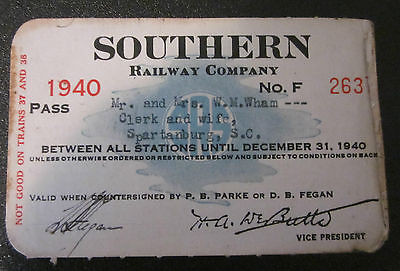 SOUTHERN
RAILWAY COMPANY
1940 No. F 263
PASS Mr. and Mrs. W.M.Wham ---
Clerk and wife,
Spartanburg, S.C.
BETWEEN ALL STATIONS UNTIL DECEMBER 31, 1940
UNLESS OTHERWISE ORDERED OR RESTRICTED BELOW AND SUBJECT TO CONDITIONS ON BACK
VALID WHEN COUNTERSIGNED BY P. B. PARKE OR D. B. FEGAN
H. A. DeButts
VICE PRESIDENT
NOT GOOD ON TRAINS 37 AND 38